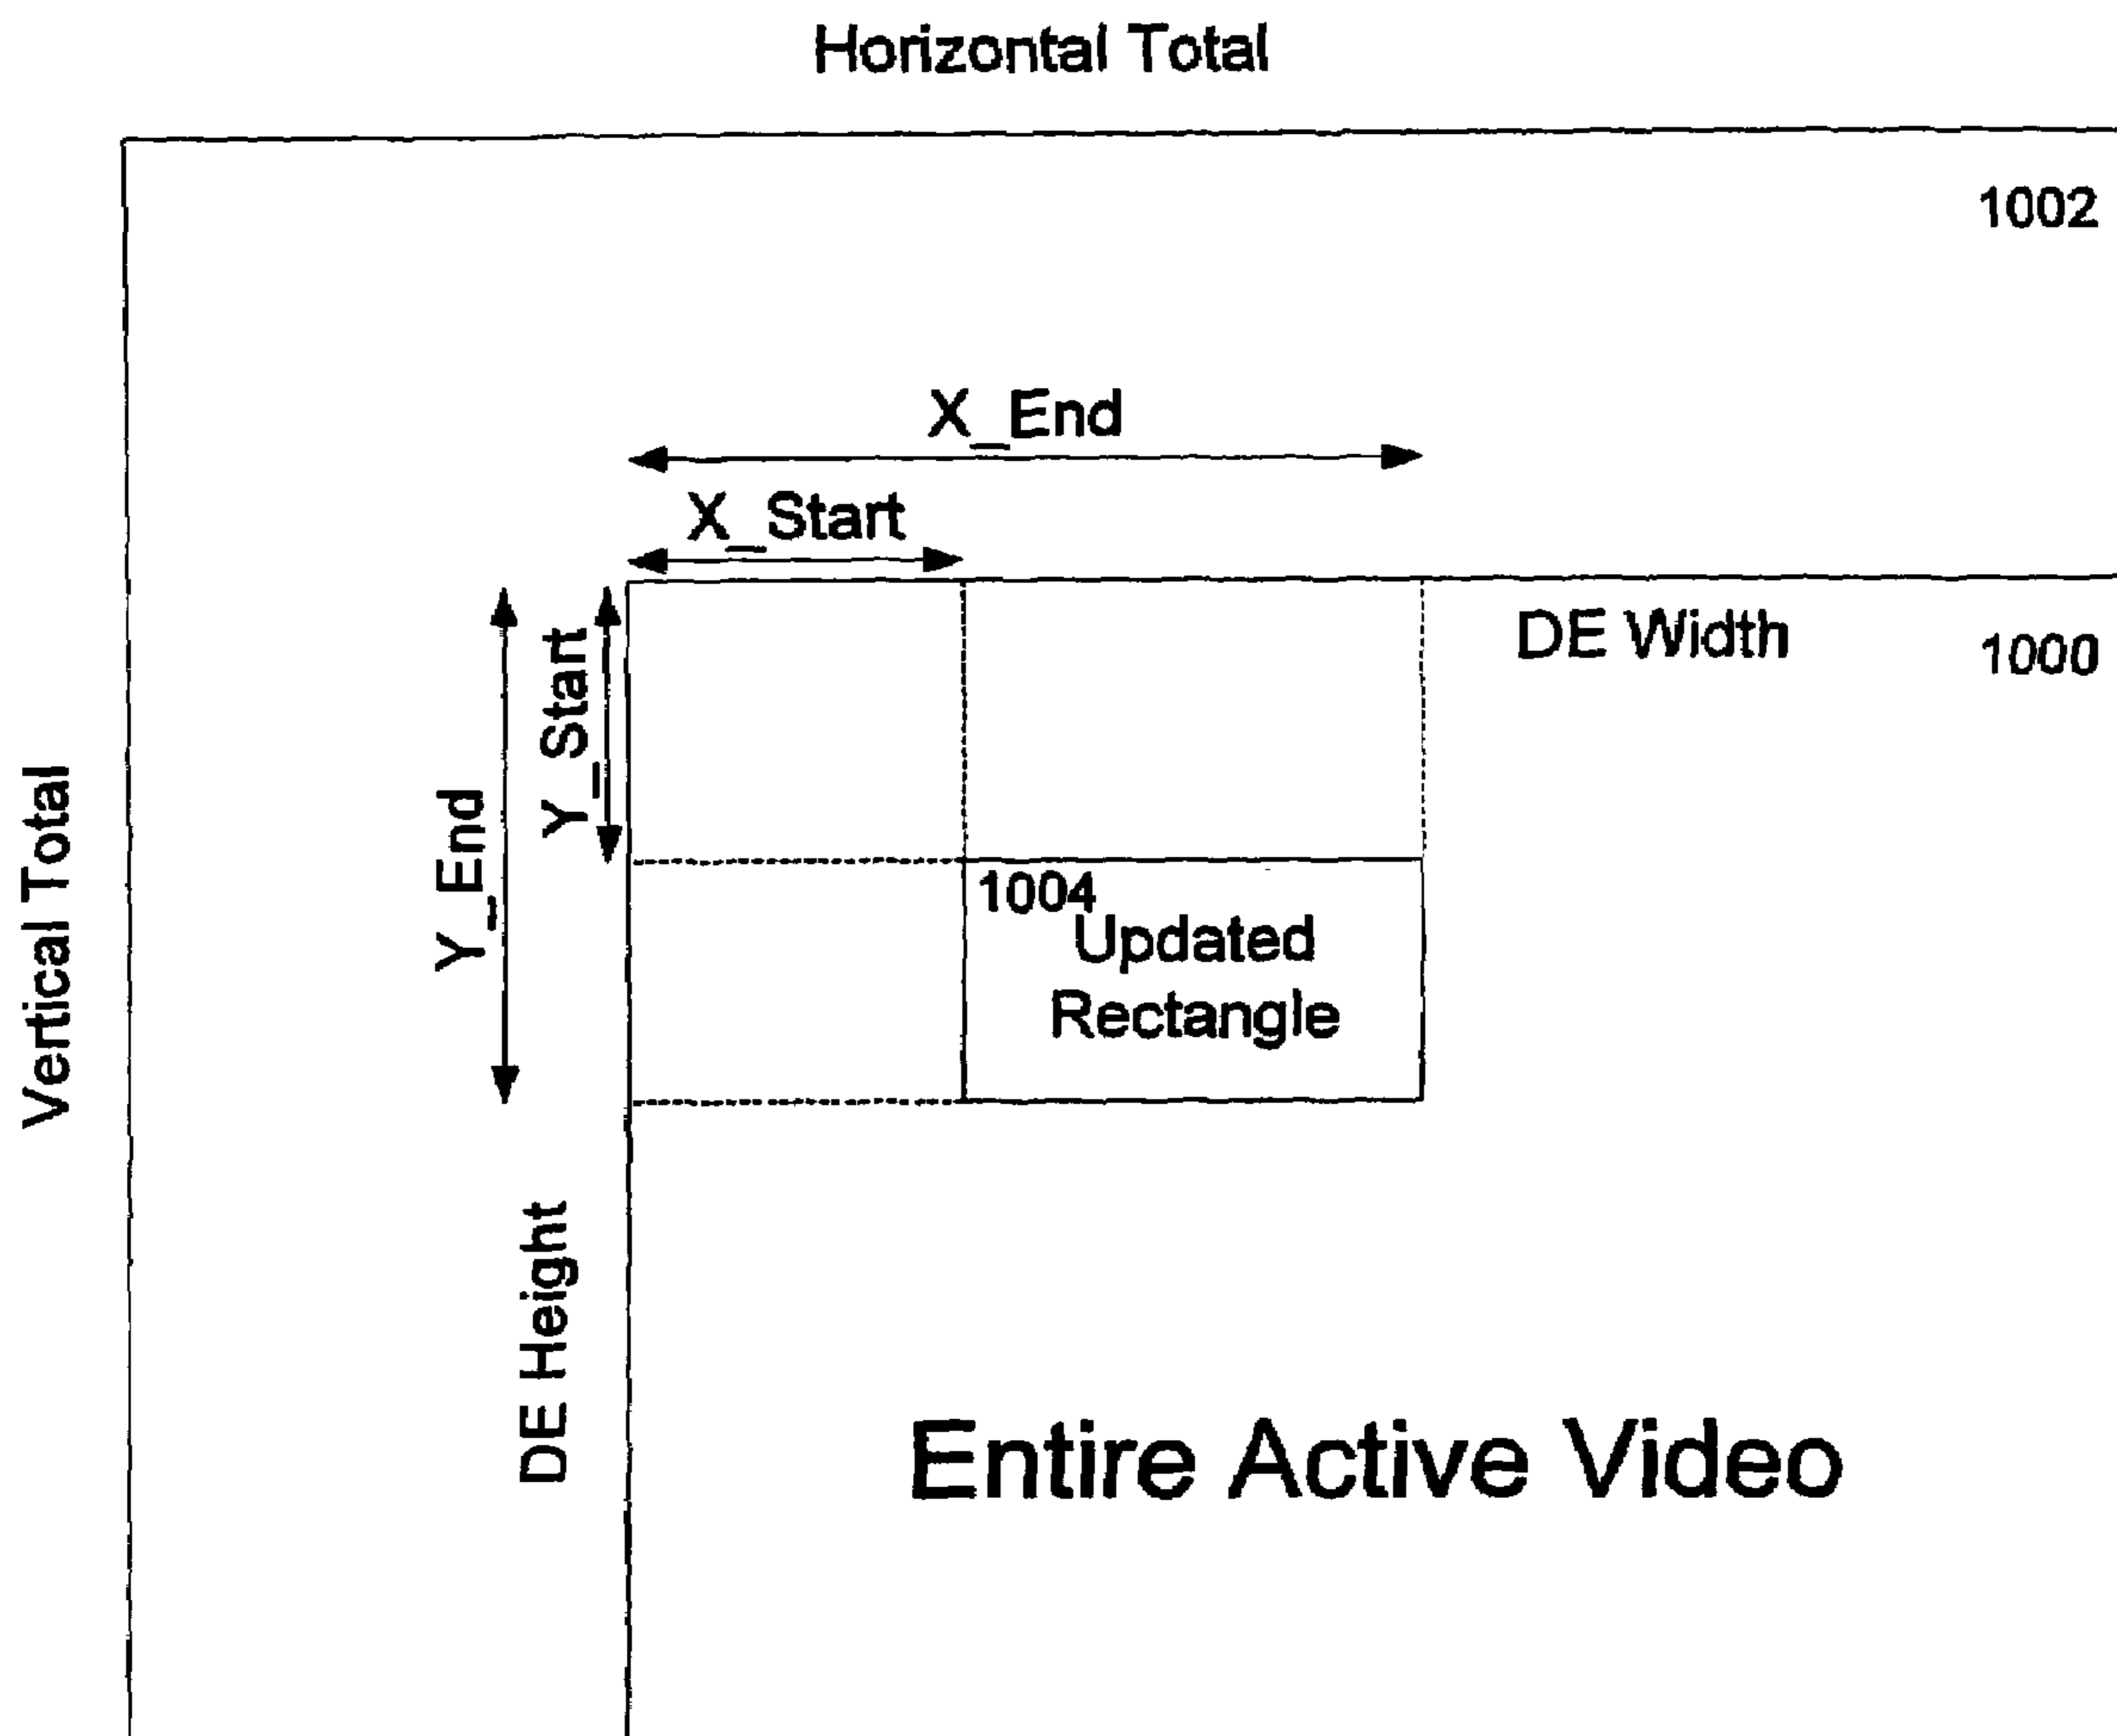 Horizontal Total
1002
X_End
X_Start
DE Width
1000
Y_Start
Y_End
Vertical Total
1004
Updated
Rectangle
DE Height
Entire Active Video